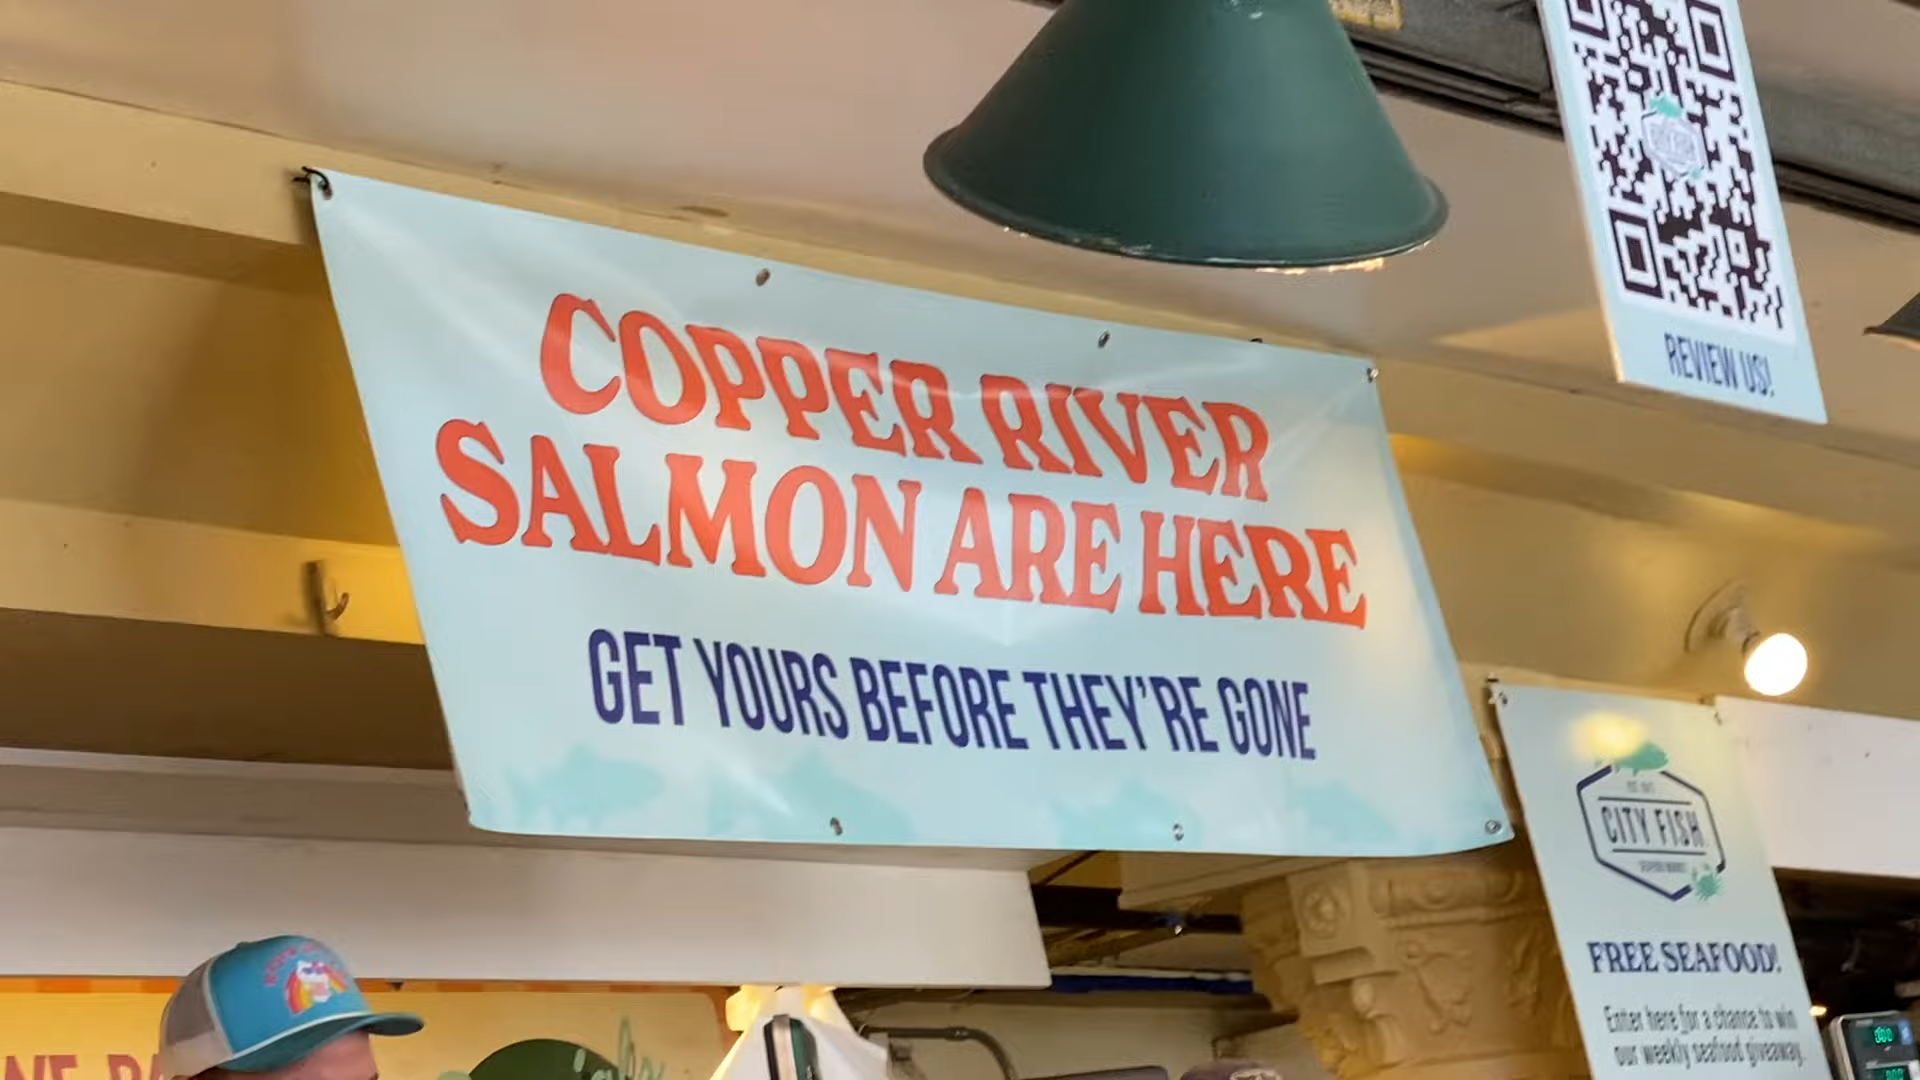 REVIEW US!
COPPER RIVER
SALMON ARE HERE
GET YOURS BEFORE THEY'RE GONE
CITY FISH
FREE SEAFOOD!
Enter here for a chance to win
our weekly seafood giveaway.